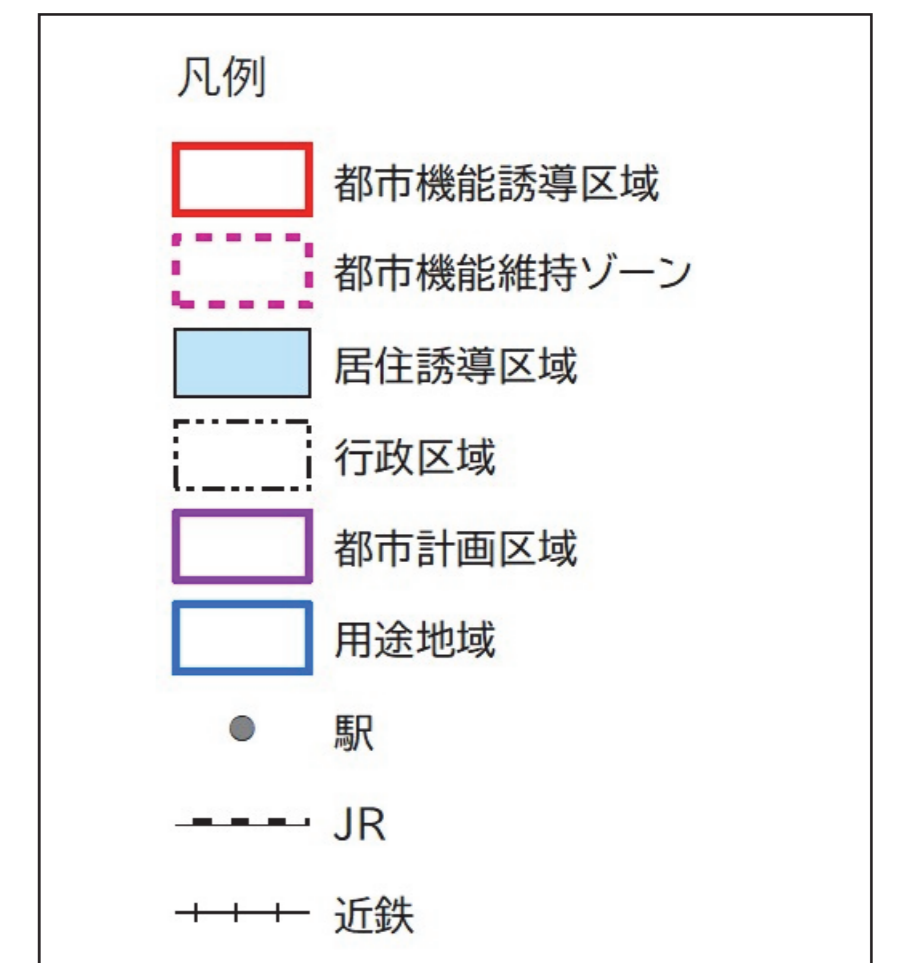 凡例
都市機能誘導区域
都市機能維持ゾーン
居住誘導区域
行政区域
都市計画区域
用途地域
駅
JR
近鉄